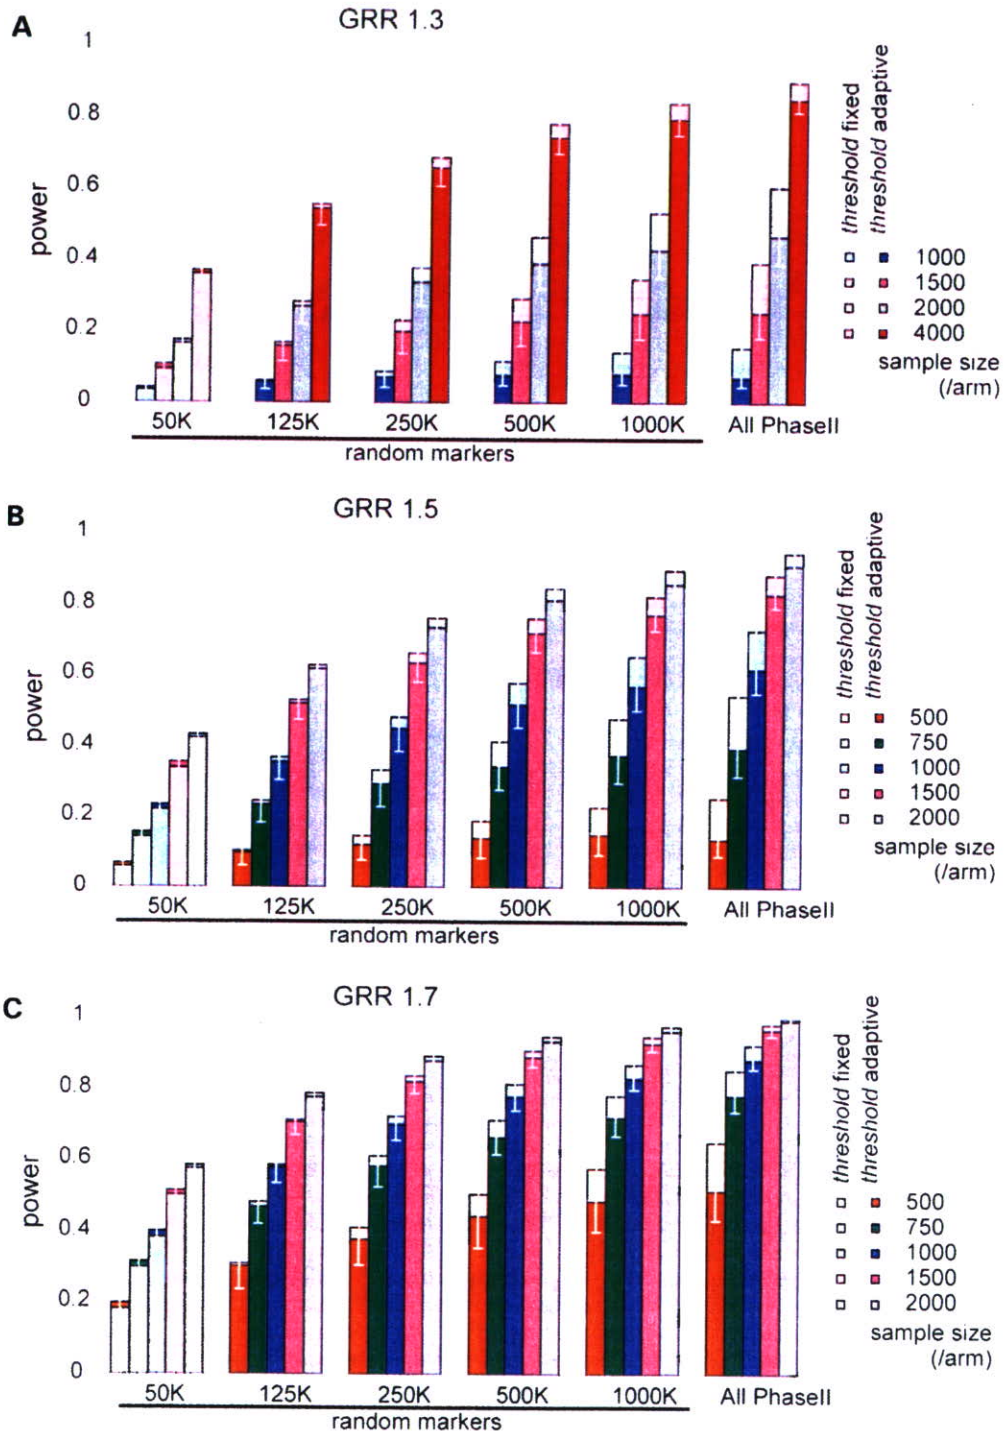 A
GRR 1.3
1
0.8
0.6
0.4
0.2
0
power
50K 125K 250K 500K 1000K All PhaseII
random markers
threshold fixed
threshold adaptive
1000
1500
2000
4000
sample size
(/arm)
B
GRR 1.5
1
0.8
0.6
0.4
0.2
0
power
50K 125K 250K 500K 1000K All PhaseII
random markers
threshold fixed
threshold adaptive
500
750
1000
1500
2000
sample size
(/arm)
C
GRR 1.7
1
0.8
0.6
0.4
0.2
0
power
50K 125K 250K 500K 1000K All PhaseII
random markers
threshold fixed
threshold adaptive
500
750
1000
1500
2000
sample size
(/arm)